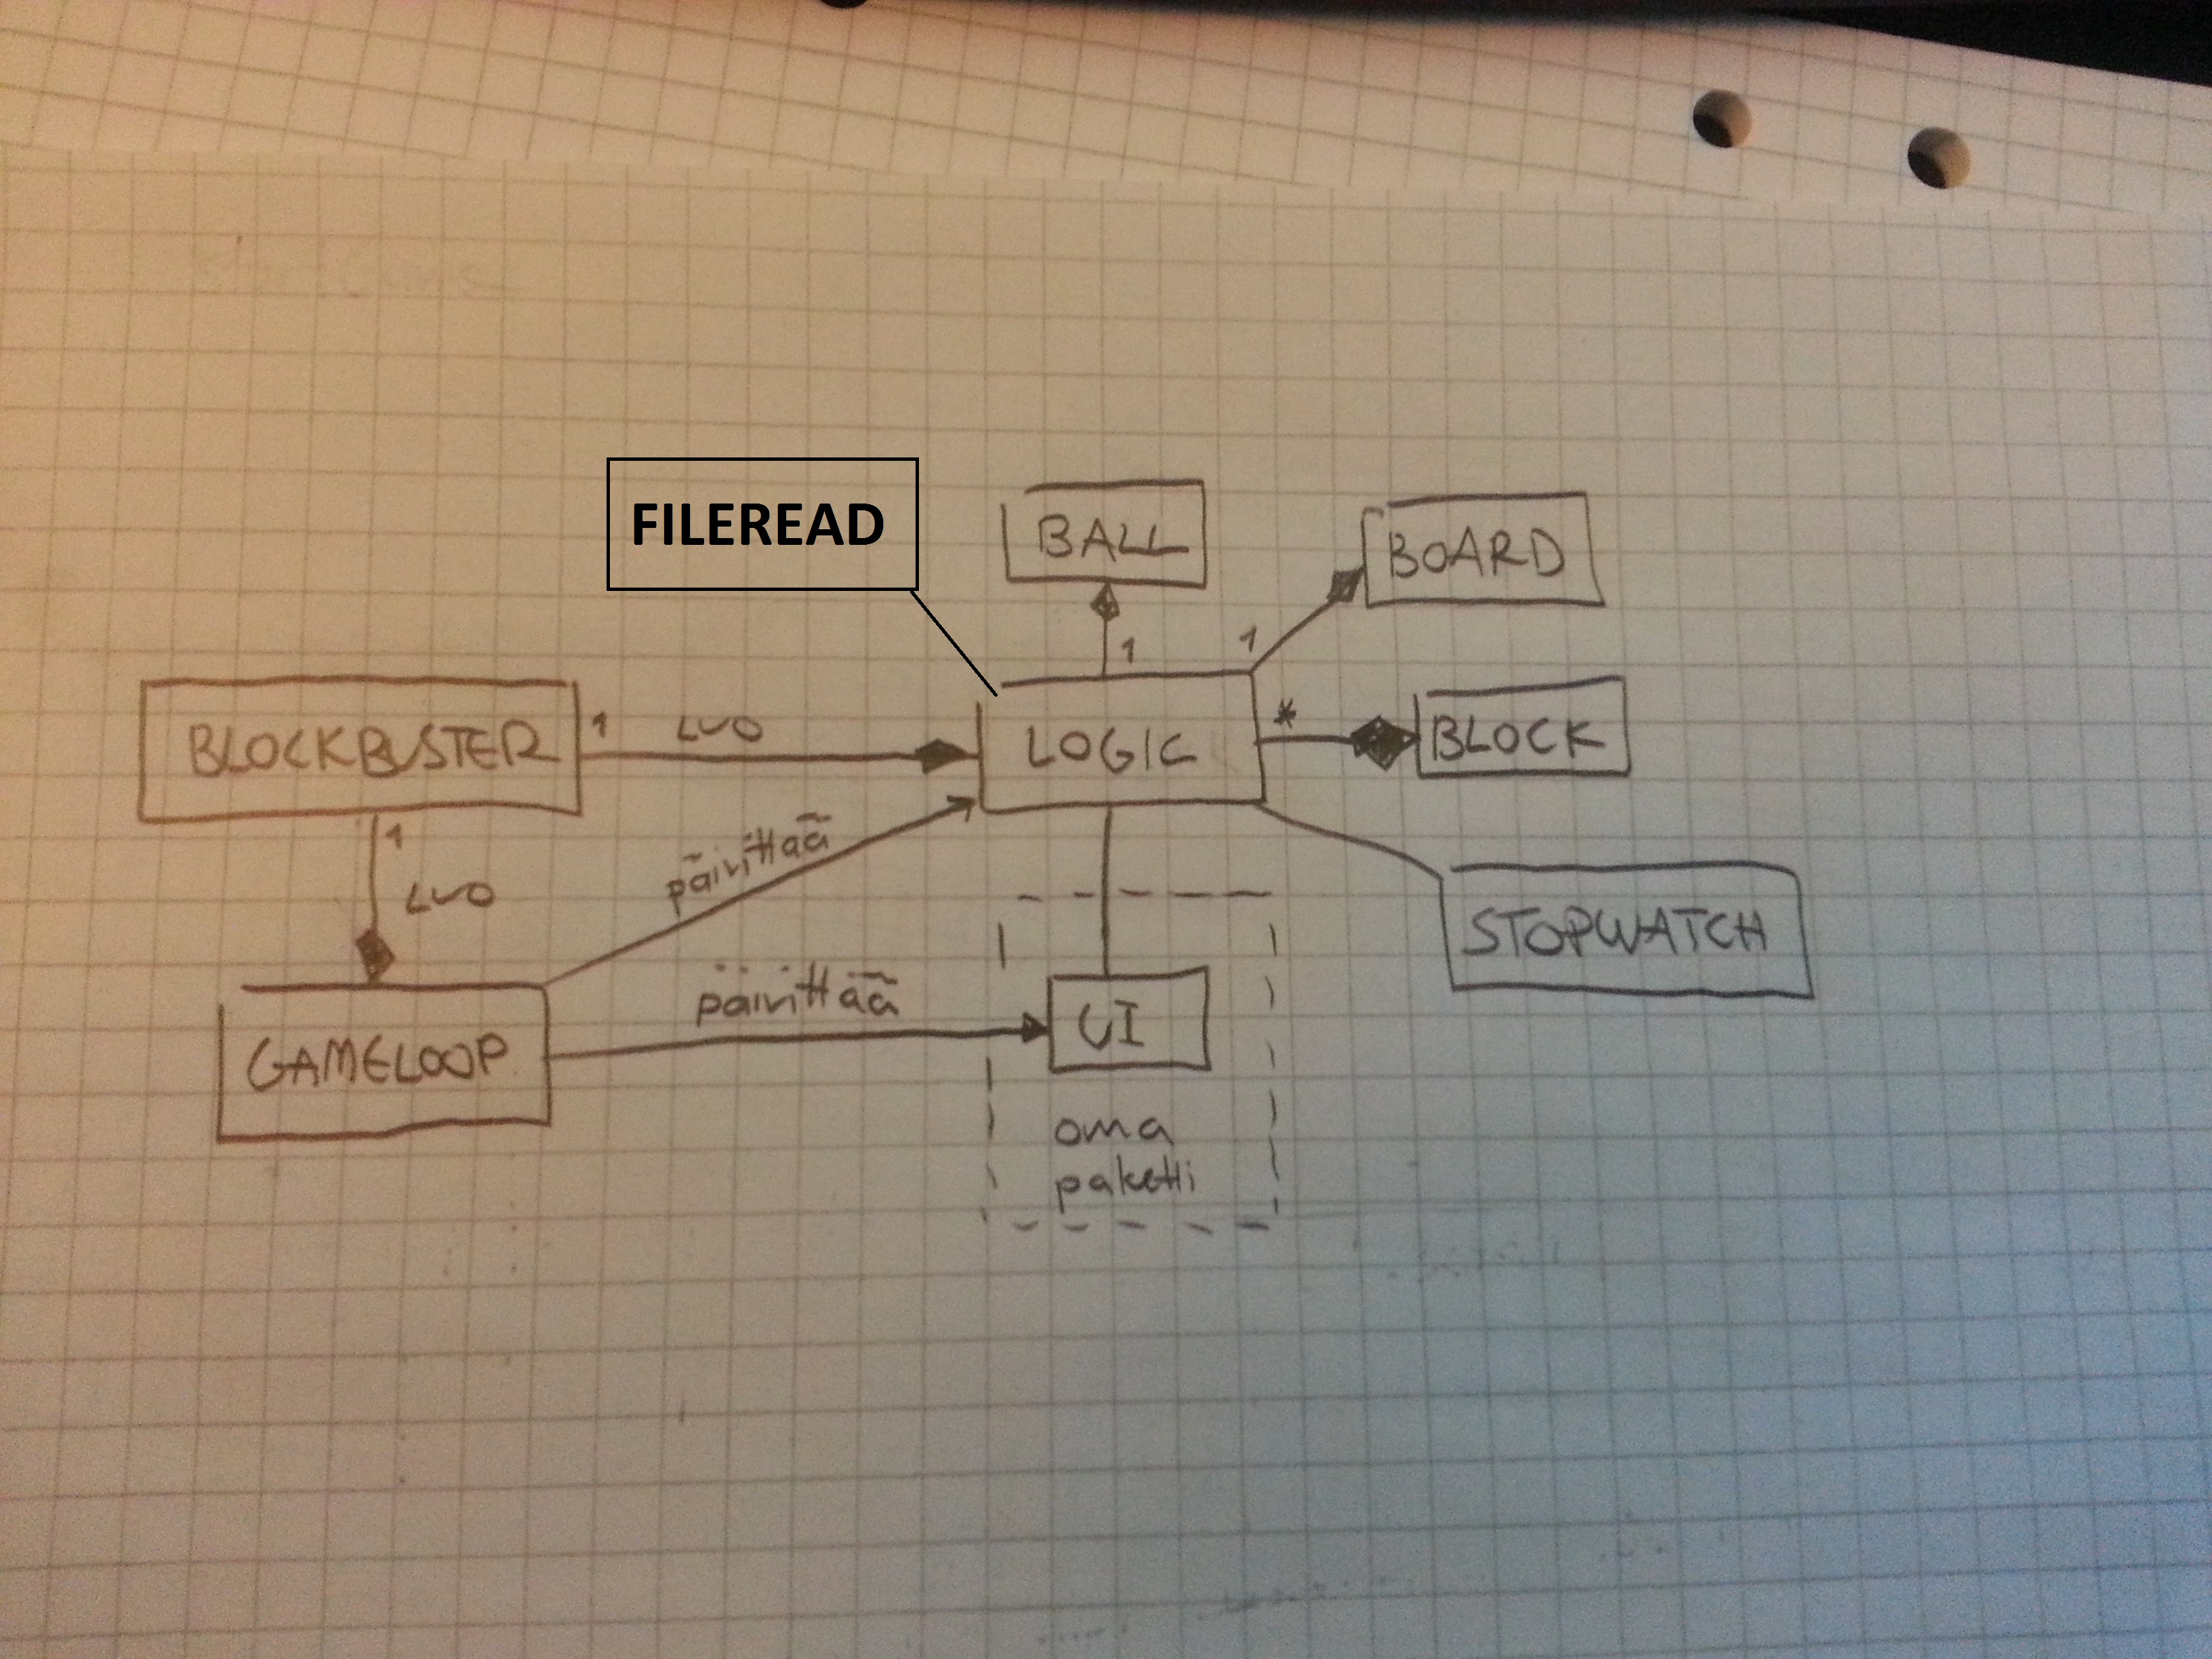 FILEREAD
BALL
BOARD
1
1
BLOCKBUSTER
1
LUO
LOGIC
*
BLOCK
1
LUO
päivittää
STOPWATCH
GAMELOOP
päivittää
UI
oma
paketti